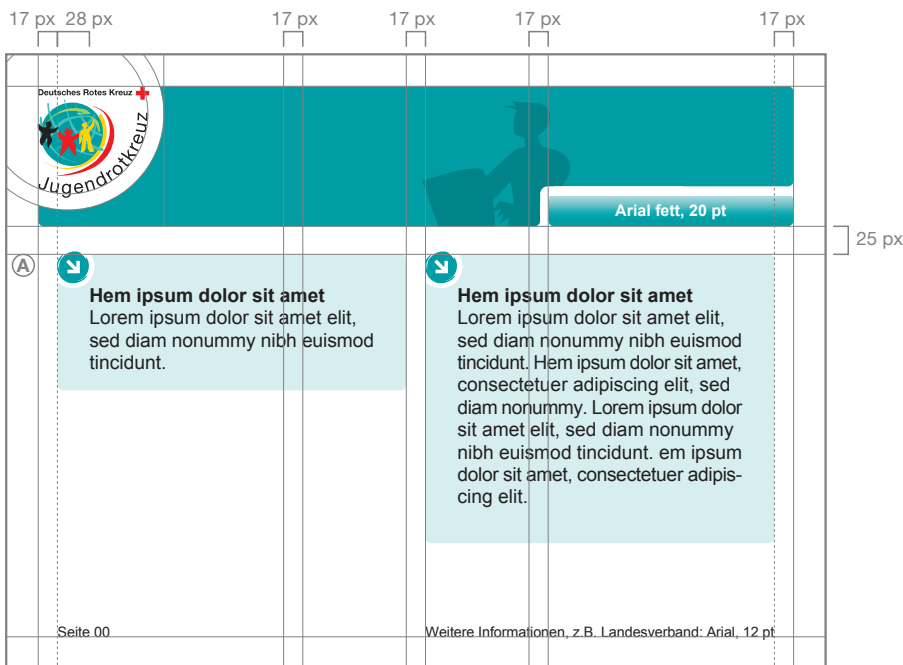 17 px 28 px 17 px 17 px 17 px 17 px
Deutsches Rotes Kreuz
Jugendrotkreuz
Arial fett, 20 pt
25 px
A
Hem ipsum dolor sit amet
Lorem ipsum dolor sit amet elit,
sed diam nonummy nibh euismod
tincidunt.
Hem ipsum dolor sit amet
Lorem ipsum dolor sit amet elit,
sed diam nonummy nibh euismod
tincidunt. Hem ipsum dolor sit amet,
consectetuer adipiscing elit, sed
diam nonummy. Lorem ipsum dolor
sit amet elit, sed diam nonummy
nibh euismod tincidunt. em ipsum
dolor sit amet, consectetuer adipis-
cing elit.
Seite 00
Weitere Informationen, z.B. Landesverband: Arial, 12 pt